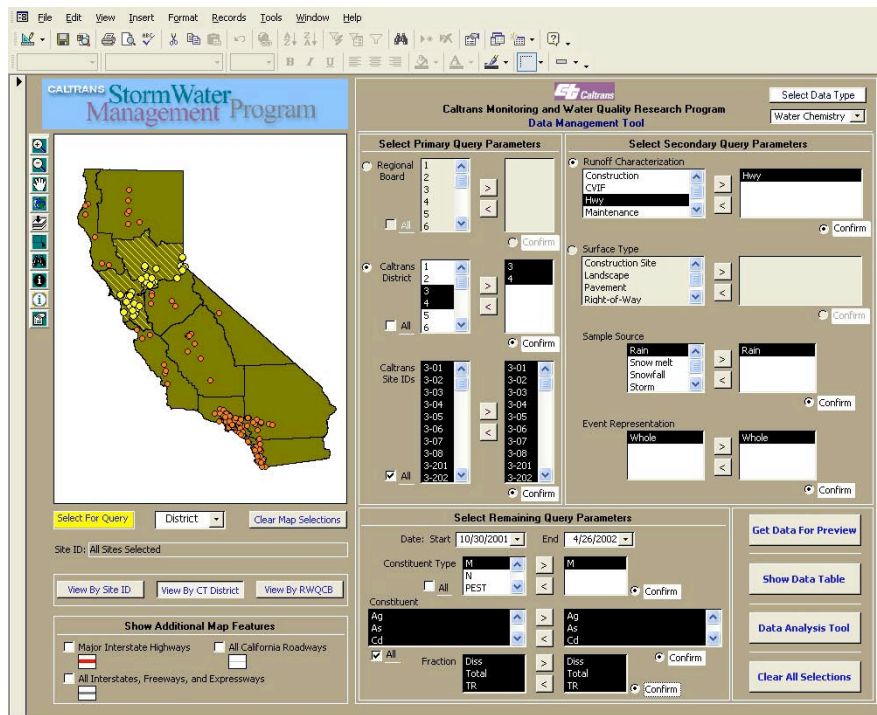 File Edit View Insert Format Records Tools Window Help
B I U
CALTRANS StormWater
Management Program
Caltrans
Caltrans Monitoring and Water Quality Research Program
Data Management Tool
Select Data Type
Water Chemistry
Select Primary Query Parameters
Regional Board
1
2
3
4
5
6
All
>
<
Confirm
Caltrans District
1
2
3
4
5
6
All
>
<
3
4
Confirm
Caltrans Site IDs
3-01
3-02
3-03
3-04
3-05
3-06
3-07
3-08
3-201
3-202
All
>
<
3-01
3-02
3-03
3-04
3-05
3-06
3-07
3-08
3-201
3-202
Confirm
Select Secondary Query Parameters
Runoff Characterization
Construction
CVIF
Hwy
Maintenance
>
<
Hwy
Confirm
Surface Type
Construction Site
Landscape
Pavement
Right-of-Way
>
<
Confirm
Sample Source
Rain
Snow melt
Snowfall
Storm
>
<
Rain
Confirm
Event Representation
Whole
>
<
Whole
Confirm
Select For Query
District
Clear Map Selections
Site ID: All Sites Selected
View By Site ID
View By CT District
View By RWQCB
Show Additional Map Features
Major Interstate Highways
All California Roadways
All Interstates, Freeways, and Expressways
Select Remaining Query Parameters
Date: Start 10/30/2001 End 4/26/2002
Constituent Type
M
N
PEST
All
>
<
M
Confirm
Constituent
Ag
As
Cd
All
>
<
Ag
As
Cd
Confirm
Fraction
Diss
Total
TR
>
<
Diss
Total
TR
Confirm
Get Data For Preview
Show Data Table
Data Analysis Tool
Clear All Selections